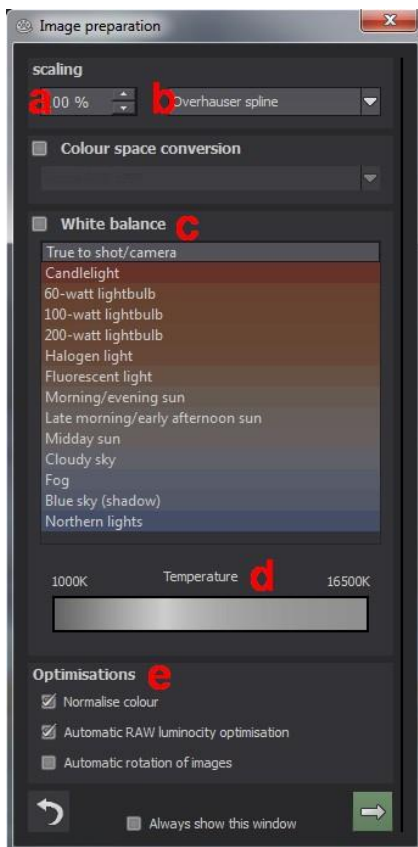 Image preparation
scaling
a 00 % b Overhauser spline
Colour space conversion
White balance c
True to shot/camera
Candlelight
60-watt lightbulb
100-watt lightbulb
200-watt lightbulb
Halogen light
Fluorescent light
Morning/evening sun
Late morning/early afternoon sun
Midday sun
Cloudy sky
Fog
Blue sky (shadow)
Northern lights
1000K Temperature d 16500K
Optimisations e
Normalise colour
Automatic RAW luminocity optimisation
Automatic rotation of images
Always show this window